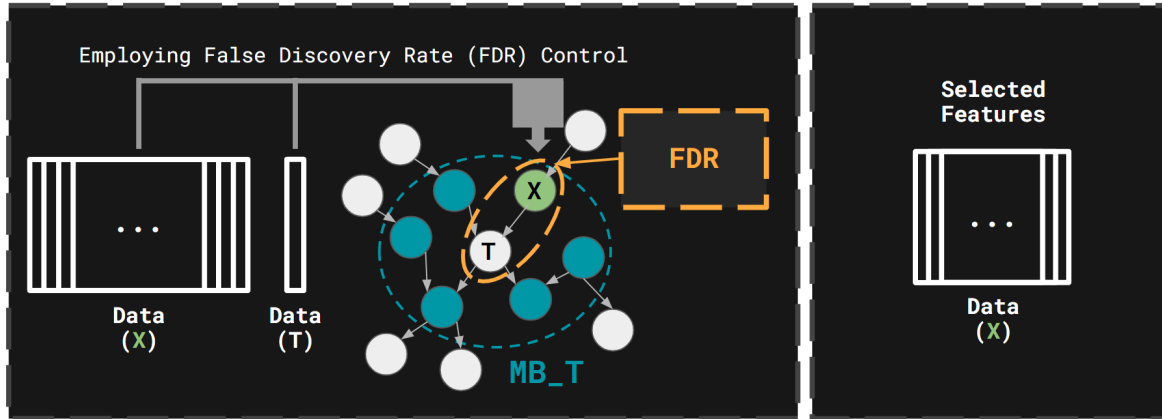 Employing False Discovery Rate (FDR) Control
Selected
Features
FDR
X
...
T
...
Data
(X)
Data
(T)
MB_T
Data
(X)